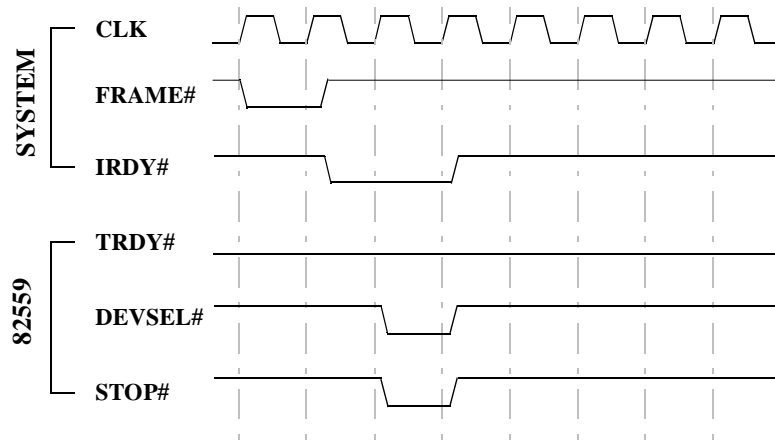 SYSTEM
CLK
FRAME#
IRDY#
82559
TRDY#
DEVSEL#
STOP#